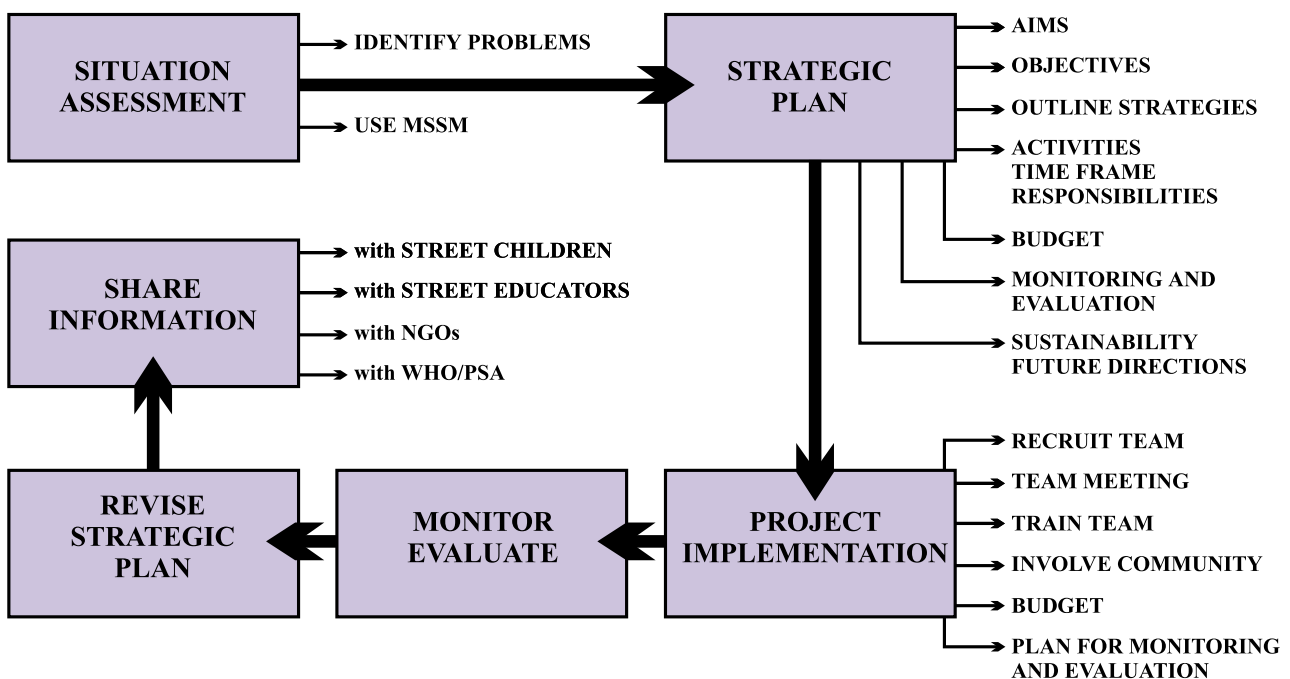 SITUATION
ASSESSMENT
IDENTIFY PROBLEMS
USE MSSM
STRATEGIC
PLAN
AIMS
OBJECTIVES
OUTLINE STRATEGIES
ACTIVITIES
TIME FRAME
RESPONSIBILITIES
BUDGET
MONITORING AND
EVALUATION
SUSTAINABILITY
FUTURE DIRECTIONS
SHARE
INFORMATION
with STREET CHILDREN
with STREET EDUCATORS
with NGOs
with WHO/PSA
REVISE
STRATEGIC
PLAN
MONITOR
EVALUATE
PROJECT
IMPLEMENTATION
RECRUIT TEAM
TEAM MEETING
TRAIN TEAM
INVOLVE COMMUNITY
BUDGET
PLAN FOR MONITORING
AND EVALUATION